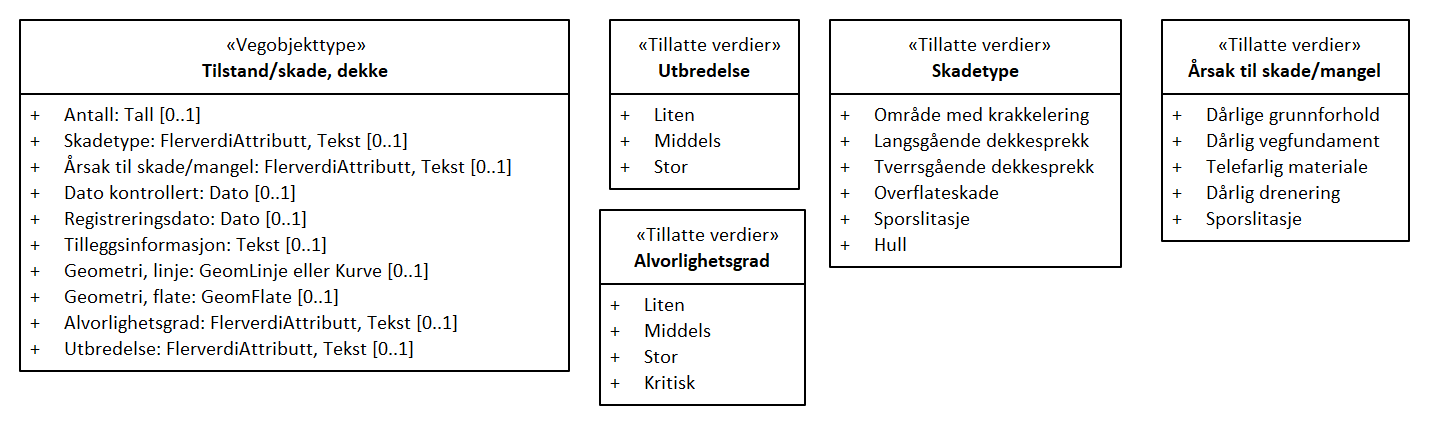 «Vegobjekttype»
Tilstand/skade, dekke
+ Antall: Tall [0..1]
+ Skadetype: FlerverdiAttributt, Tekst [0..1]
+ Årsak til skade/mangel: FlerverdiAttributt, Tekst [0..1]
+ Dato kontrollert: Dato [0..1]
+ Registreringsdato: Dato [0..1]
+ Tilleggsinformasjon: Tekst [0..1]
+ Geometri, linje: GeomLinje eller Kurve [0..1]
+ Geometri, flate: GeomFlate [0..1]
+ Alvorlighetsgrad: FlerverdiAttributt, Tekst [0..1]
+ Utbredelse: FlerverdiAttributt, Tekst [0..1]
«Tillatte verdier»
Utbredelse
+ Liten
+ Middels
+ Stor
«Tillatte verdier»
Alvorlighetsgrad
+ Liten
+ Middels
+ Stor
+ Kritisk
«Tillatte verdier»
Skadetype
+ Område med krakkelering
+ Langsgående dekkesprekk
+ Tverrsgående dekkesprekk
+ Overflateskade
+ Sporslitasje
+ Hull
«Tillatte verdier»
Årsak til skade/mangel
+ Dårlige grunnforhold
+ Dårlig vegfundament
+ Telefarlig materiale
+ Dårlig drenering
+ Sporslitasje